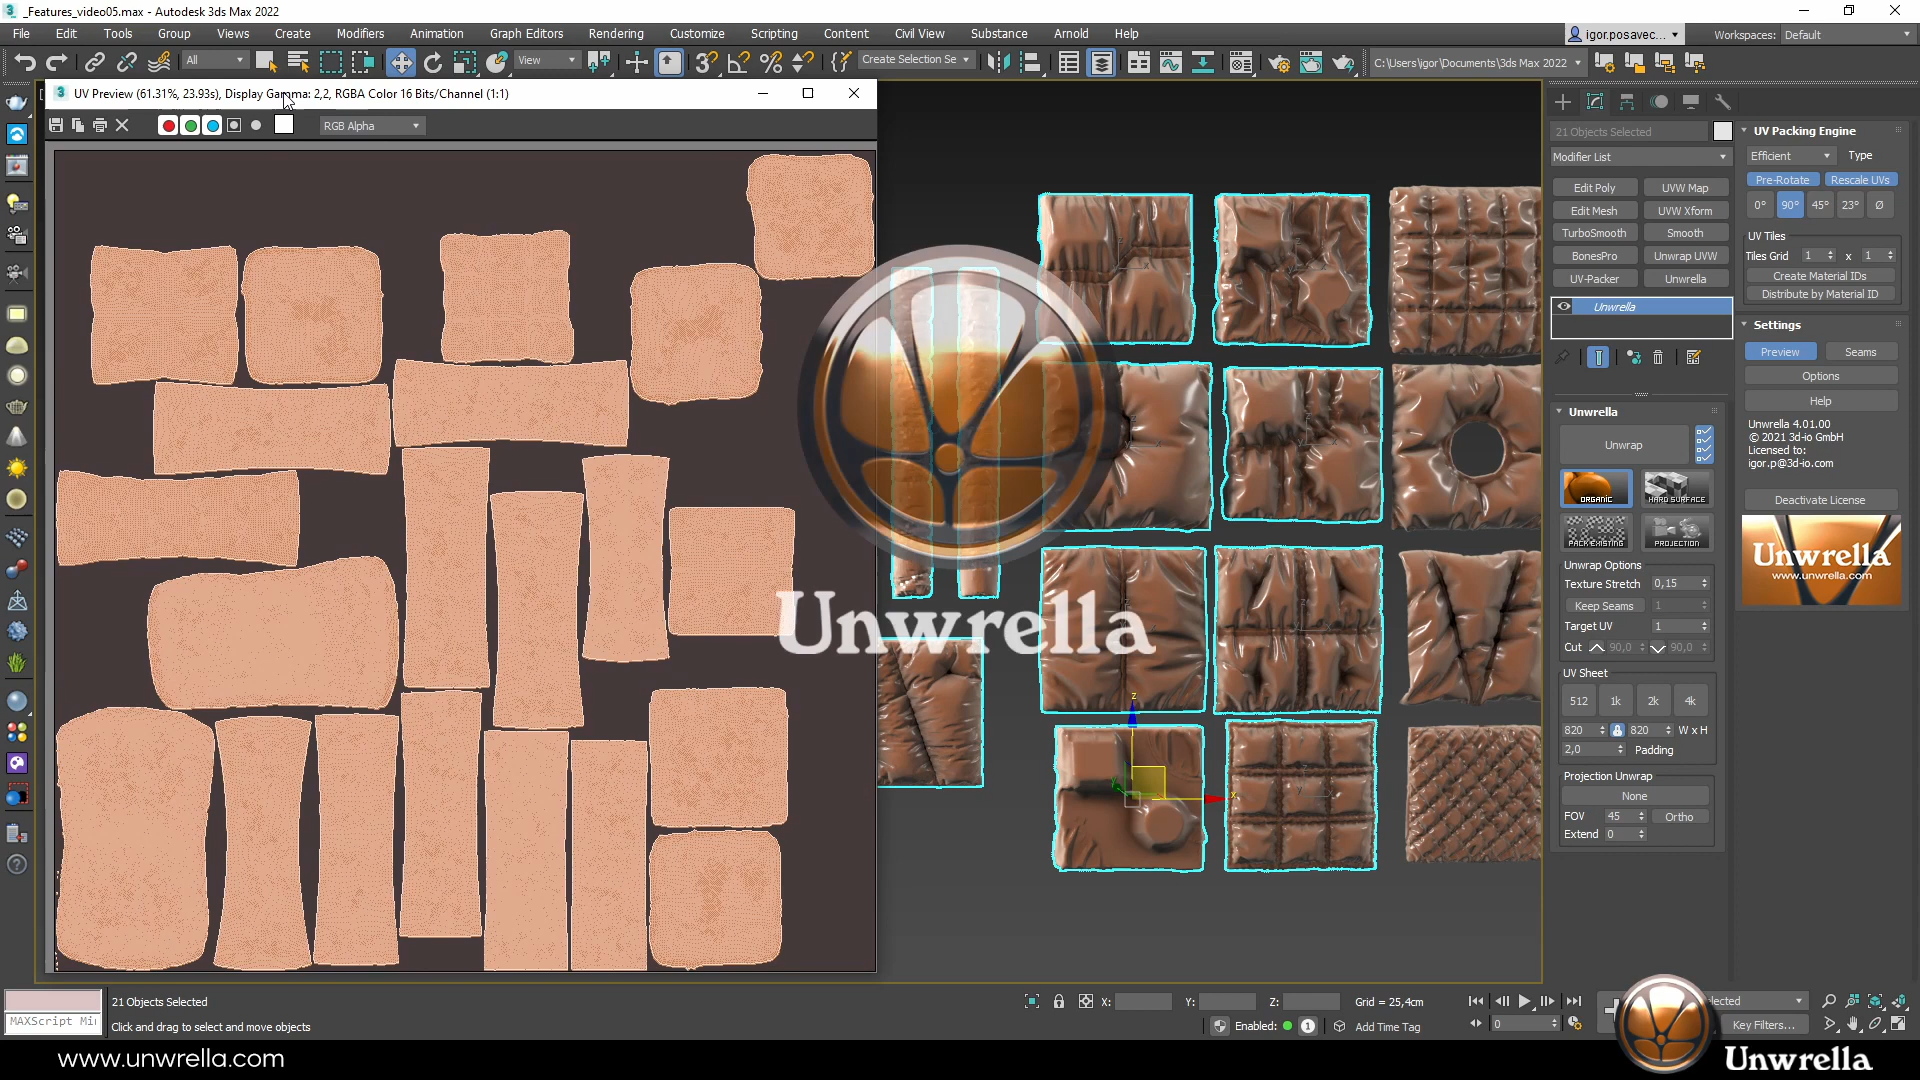 _Features_video05.max - Autodesk 3ds Max 2022
File Edit Tools Group Views Create Modifiers Animation Graph Editors Rendering Customize Scripting Content Civil View Substance Arnold Help
igor.posavec... Workspaces: Default
All View Create Selection Se C:\Users\igor\Documents\3ds Max 2022
UV Preview (61.31%, 23.93s), Display Gamma: 2,2, RGBA Color 16 Bits/Channel (1:1)
RGB Alpha
21 Objects Selected
Modifier List
Edit Poly UVW Map
Edit Mesh UVW Xform
TurboSmooth Smooth
BonesPro Unwrap UVW
UV-Packer Unwrella
Unwrella
Unwrella
Unwrap
ORGANIC HARD SURFACE
PACK EXISTING PROJECTION
Unwrap Options
Texture Stretch 0,15
Keep Seams 1
Target UV 1
Cut 90,0 90,0
UV Sheet
512 1k 2k 4k
820 820 W x H
2,0 Padding
Projection Unwrap
None
FOV 45 Ortho
Extend 0
UV Packing Engine
Efficient Type
Pre-Rotate Rescale UVs
0° 90° 45° 23° Ø
UV Tiles
Tiles Grid 1 x 1
Create Material IDs
Distribute by Material ID
Settings
Preview Seams
Options
Help
Unwrella 4.01.00
© 2021 3d-io GmbH
Licensed to:
igor.p@3d-io.com
Deactivate License
Unwrella
www.unwrella.com
Unwrella
z
x
21 Objects Selected
MAXScript Mi
Click and drag to select and move objects
X: Y: Z: Grid = 25,4cm
Enabled: 1 Add Time Tag
0
lected
Key Filters...
www.unwrella.com
Unwrella